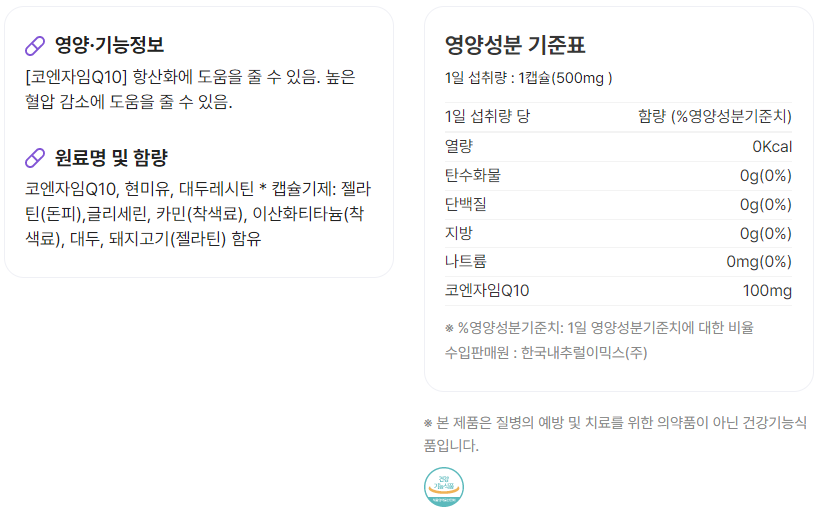 영양·기능정보
[코엔자임Q10] 항산화에 도움을 줄 수 있음. 높은
혈압 감소에 도움을 줄 수 있음.
원료명 및 함량
코엔자임Q10, 현미유, 대두레시틴 * 캡슐기제: 젤라
틴(돈피),글리세린, 카민(착색료), 이산화티타늄(착
색료), 대두, 돼지고기(젤라틴) 함유
영양성분 기준표
1일 섭취량 : 1캡슐(500mg )
1일 섭취량 당 함량 (%영양성분기준치)
열량 0Kcal
탄수화물 0g(0%)
단백질 0g(0%)
지방 0g(0%)
나트륨 0mg(0%)
코엔자임Q10 100mg
※ %영양성분기준치: 1일 영양성분기준치에 대한 비율
수입판매원 : 한국내추럴이믹스(주)
※ 본 제품은 질병의 예방 및 치료를 위한 의약품이 아닌 건강기능식
품입니다.
건강
기능식품